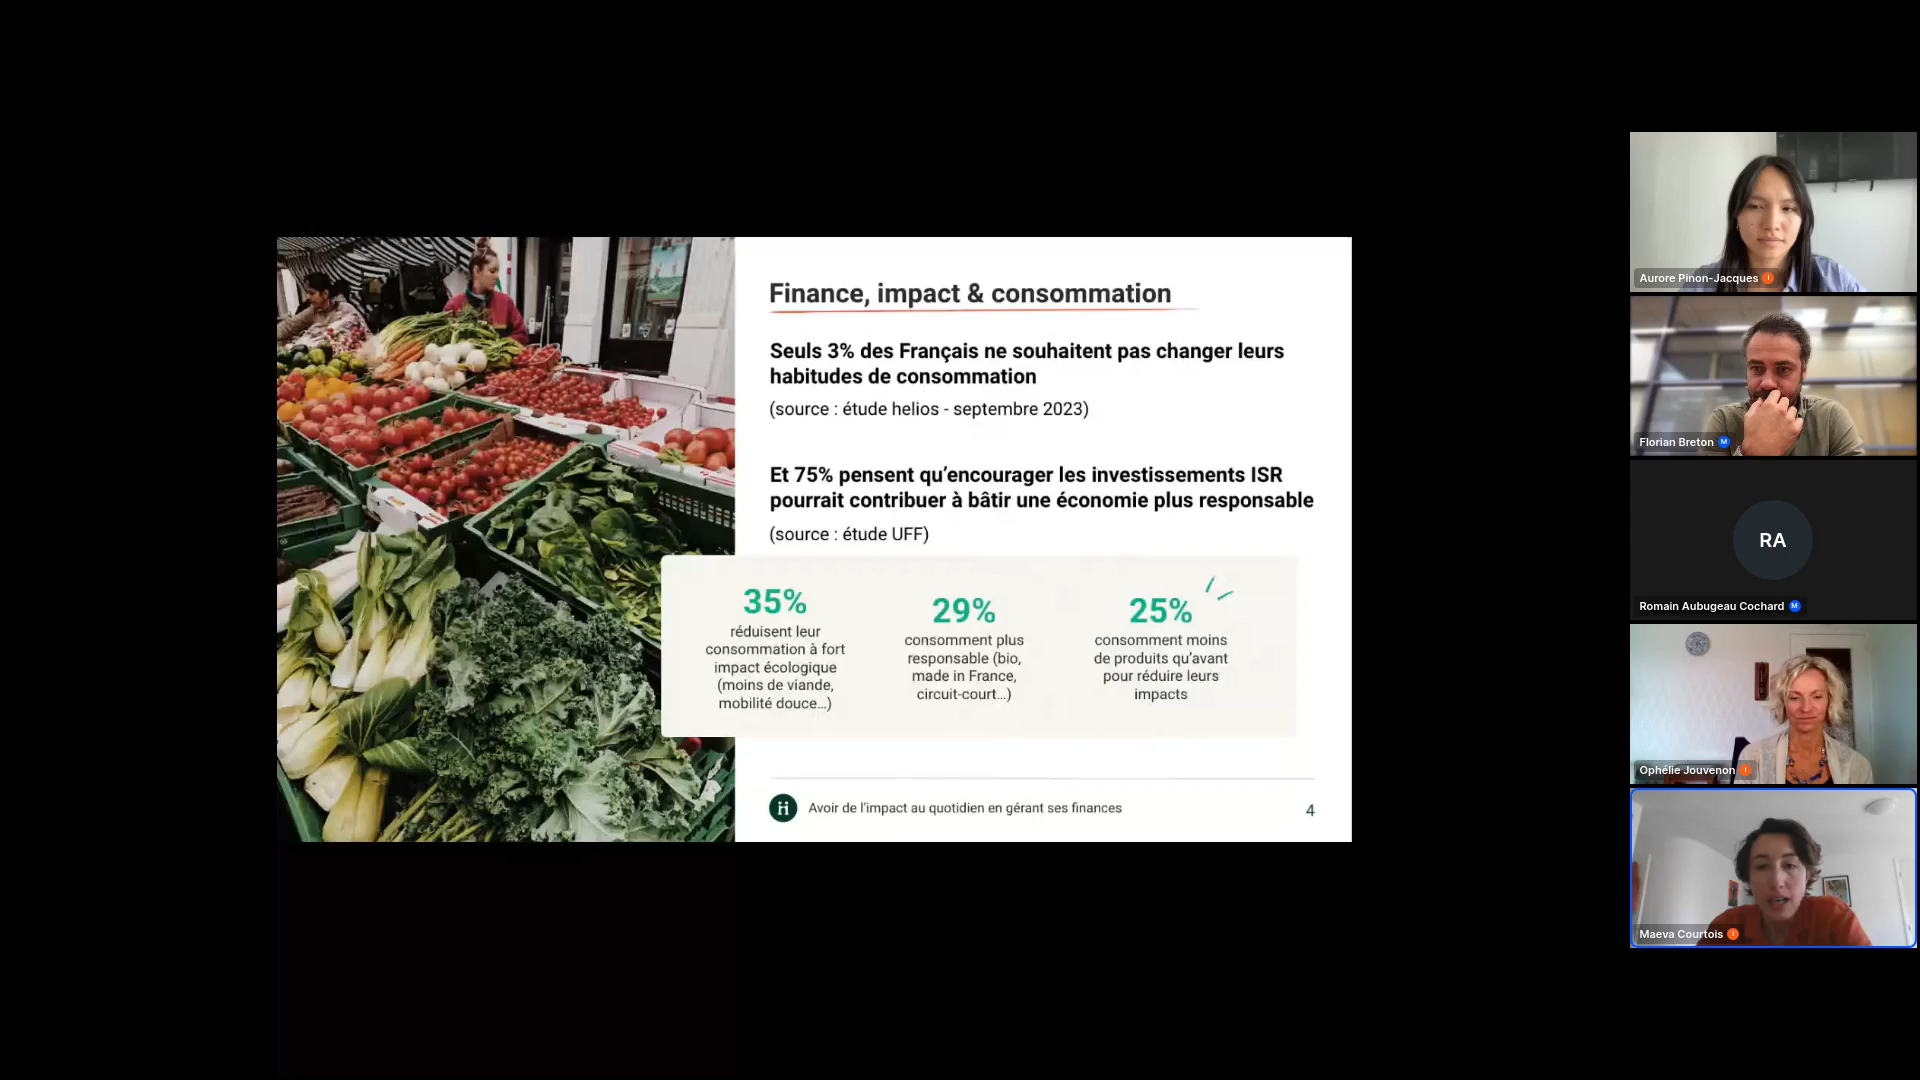 Finance, impact & consommation
Seuls 3% des Français ne souhaitent pas changer leurs
habitudes de consommation
(source : étude helios - septembre 2023)
Et 75% pensent qu’encourager les investissements ISR
pourrait contribuer à bâtir une économie plus responsable
(source : étude UFF)
35%
réduisent leur
consommation à fort
impact écologique
(moins de viande,
mobilité douce…)
29%
consomment plus
responsable (bio,
made in France,
circuit-court…)
25%
consomment moins
de produits qu’avant
pour réduire leurs
impacts
Avoir de l'impact au quotidien en gérant ses finances
4
Aurore Pinon-Jacques
Florian Breton M
RA
Romain Aubugeau Cochard M
Ophélie Jouvenon
Maeva Courtois